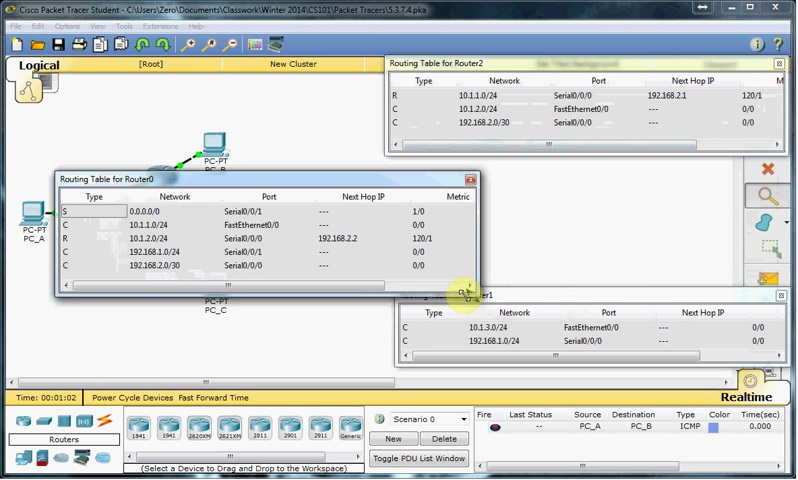 Cisco Packet Tracer Student - C:\Users\Zero\Documents\Classwork\Winter 2014\CS101\Packet Tracers\5.3.7.4.pka
File Edit Options View Tools Extensions Help
Logical [Root] New Cluster
Routing Table for Router2
Type Network Port Next Hop IP M
R 10.1.1.0/24 Serial0/0/0 192.168.2.1 120/1
C 10.1.2.0/24 FastEthernet0/0 --- 0/0
C 192.168.2.0/30 Serial0/0/0 --- 0/0
PC-PT
PC_B
Routing Table for Router0
Type Network Port Next Hop IP Metric
S 0.0.0.0/0 Serial0/0/1 --- 1/0
C 10.1.1.0/24 FastEthernet0/0 --- 0/0
R 10.1.2.0/24 Serial0/0/0 192.168.2.2 120/1
C 192.168.1.0/24 Serial0/0/1 --- 0/0
C 192.168.2.0/30 Serial0/0/0 --- 0/0
PC-PT
PC_A
PC-PT
PC_C
Type Network Port Next Hop IP
C 10.1.3.0/24 FastEthernet0/0 --- 0/0
C 192.168.1.0/24 Serial0/0/0 --- 0/0
Time: 00:01:02 Power Cycle Devices Fast Forward Time Realtime
Routers
1841 1941 2620XM 2621XM 2811 2901 2911 Generic
(Select a Device to Drag and Drop to the Workspace)
Scenario 0
New Delete
Toggle PDU List Window
Fire Last Status Source Destination Type Color Time(sec)
-- PC_A PC_B ICMP 0.000